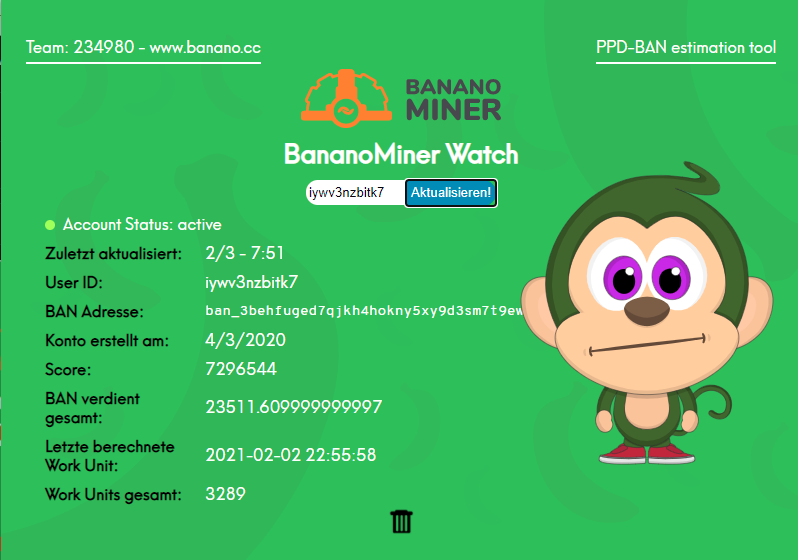 Team: 234980 - www.banano.cc
PPD-BAN estimation tool
BANANO
MINER
BananoMiner Watch
iywv3nzbitk7 Aktualisieren!
Account Status: active
Zuletzt aktualisiert: 2/3 - 7:51
User ID: iywv3nzbitk7
BAN Adresse: ban_3behfuged7qjkh4hokny5xy9d3sm7t9ew
Konto erstellt am: 4/3/2020
Score: 7296544
BAN verdient
gesamt: 23511.609999999997
Letzte berechnete
Work Unit: 2021-02-02 22:55:58
Work Units gesamt: 3289